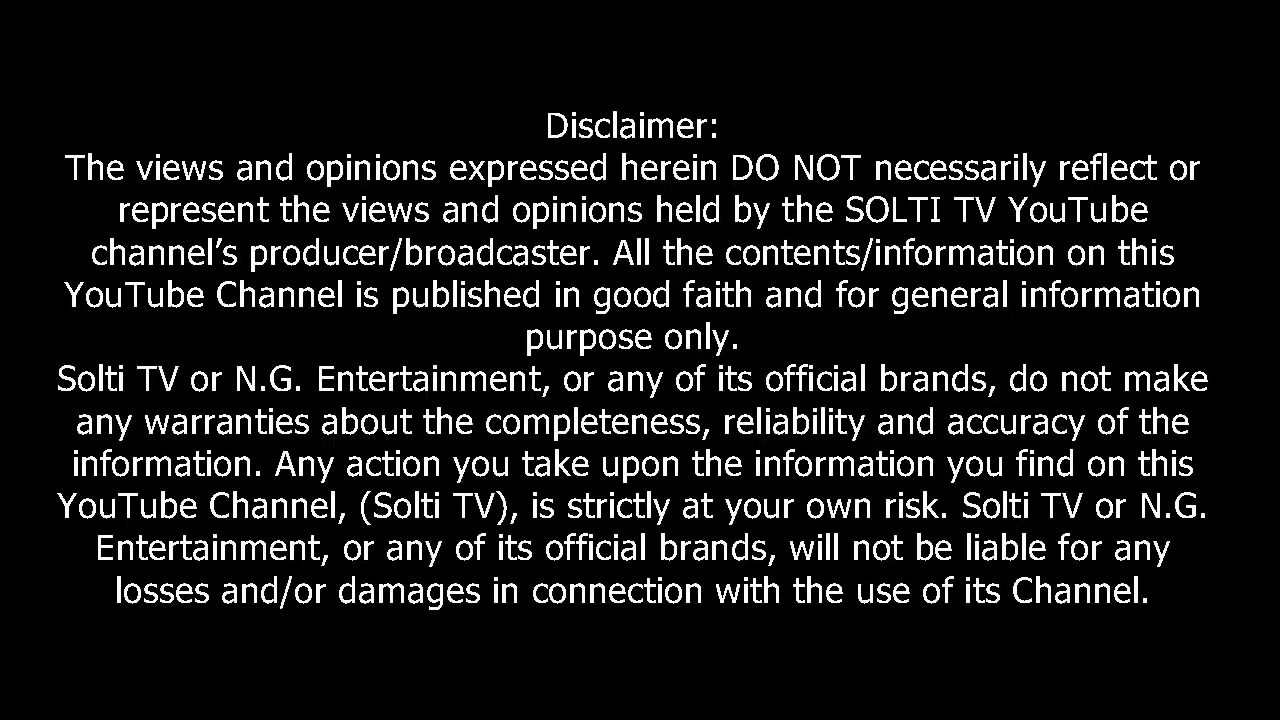 Disclaimer:
The views and opinions expressed herein DO NOT necessarily reflect or
represent the views and opinions held by the SOLTI TV YouTube
channel’s producer/broadcaster. All the contents/information on this
YouTube Channel is published in good faith and for general information
purpose only.
Solti TV or N.G. Entertainment, or any of its official brands, do not make
any warranties about the completeness, reliability and accuracy of the
information. Any action you take upon the information you find on this
YouTube Channel, (Solti TV), is strictly at your own risk. Solti TV or N.G.
Entertainment, or any of its official brands, will not be liable for any
losses and/or damages in connection with the use of its Channel.